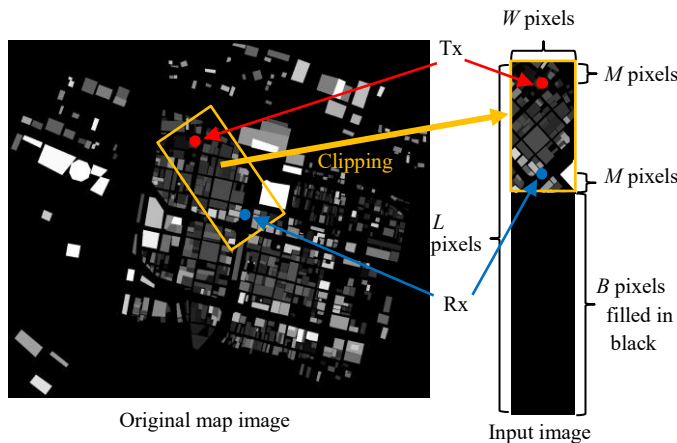 W pixels
Tx
M pixels
Clipping
M pixels
L
pixels
B pixels
filled in
black
Rx
Original map image
Input image